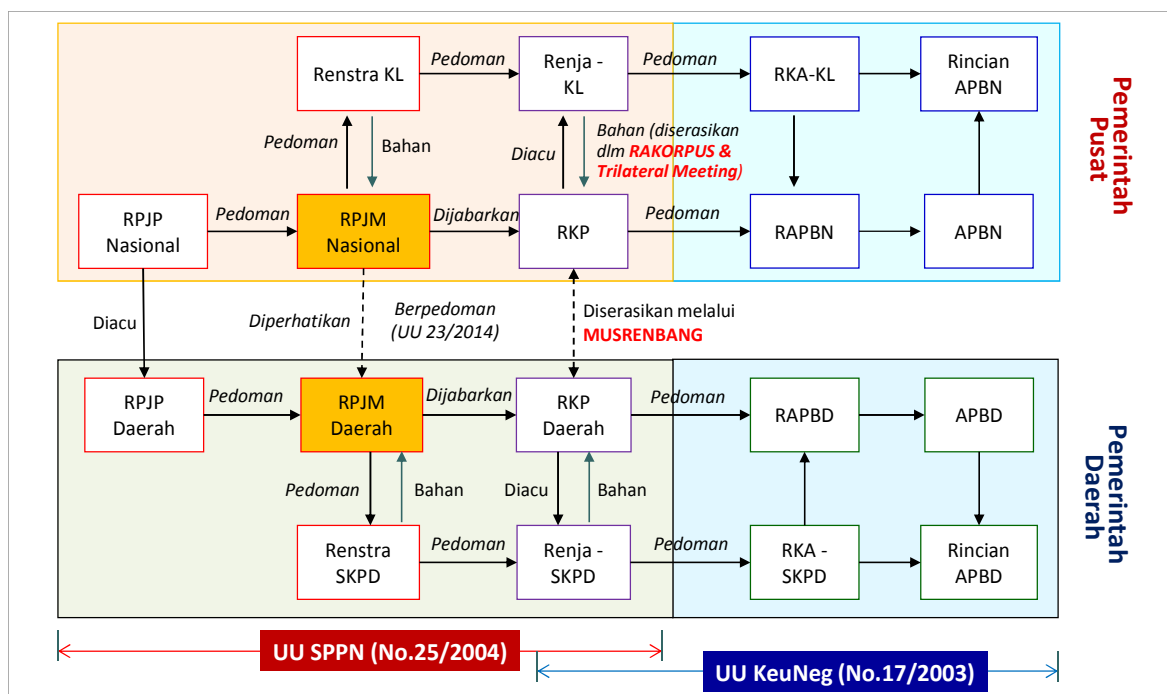 Renstra KL
Pedoman
Renja -
KL
Pedoman
RKA-KL
Rincian
APBN
Pedoman
Bahan
Diacu
Bahan (diserasikan
dlm RAKORPUS &
Trilateral Meeting)
RPJP
Nasional
Pedoman
RPJM
Nasional
Dijabarkan
RKP
Pedoman
RAPBN
APBN
Pemerintah
Pusat
Diacu
Diperhatikan
Berpedoman
(UU 23/2014)
Diserasikan melalui
MUSRENBANG
RPJP
Daerah
Pedoman
RPJM
Daerah
Dijabarkan
RKP
Daerah
Pedoman
RAPBD
APBD
Pedoman
Bahan
Diacu
Bahan
Renstra
SKPD
Pedoman
Renja -
SKPD
Pedoman
RKA -
SKPD
Rincian
APBD
Pemerintah
Daerah
UU SPPN (No.25/2004)
UU KeuNeg (No.17/2003)